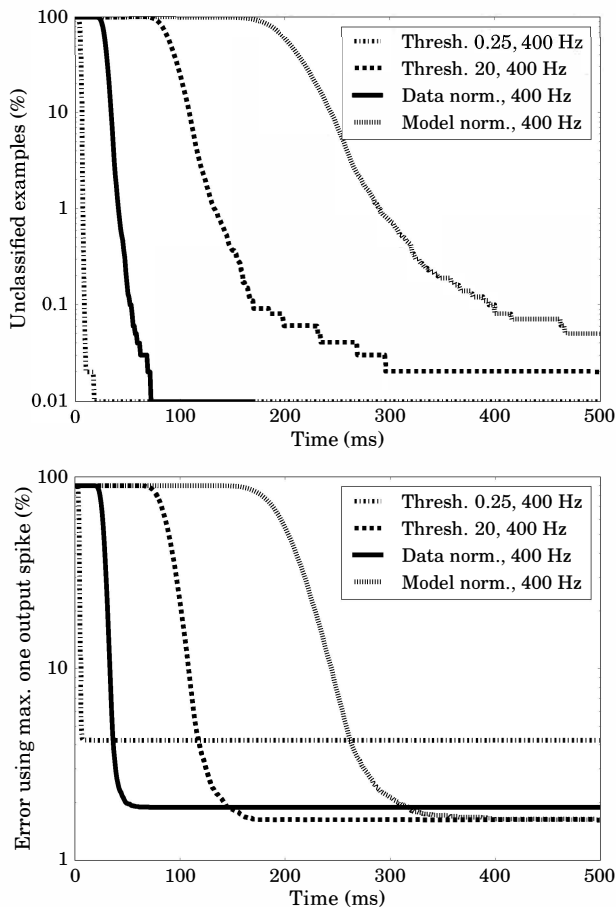 Unclassified examples (%)
100
100
10
1
0.1
0.01
Thresh. 0.25, 400 Hz
Thresh. 20, 400 Hz
Data norm., 400 Hz
Model norm., 400 Hz
0 100 200 300 400 500
Time (ms)
Error using max. one output spike (%)
100
10
1
Thresh. 0.25, 400 Hz
Thresh. 20, 400 Hz
Data norm., 400 Hz
Model norm., 400 Hz
0 100 200 300 400 500
Time (ms)